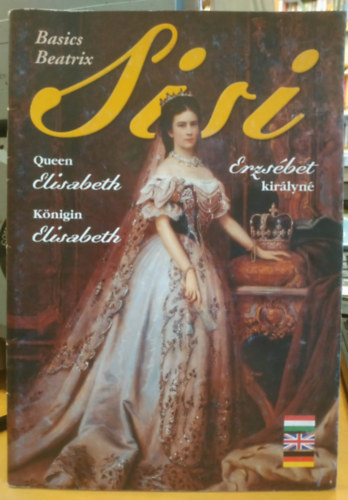 Basics
Beatrix
Sisi
Queen
Elisabeth
Königin
Elisabeth
Erzsébet
királyné